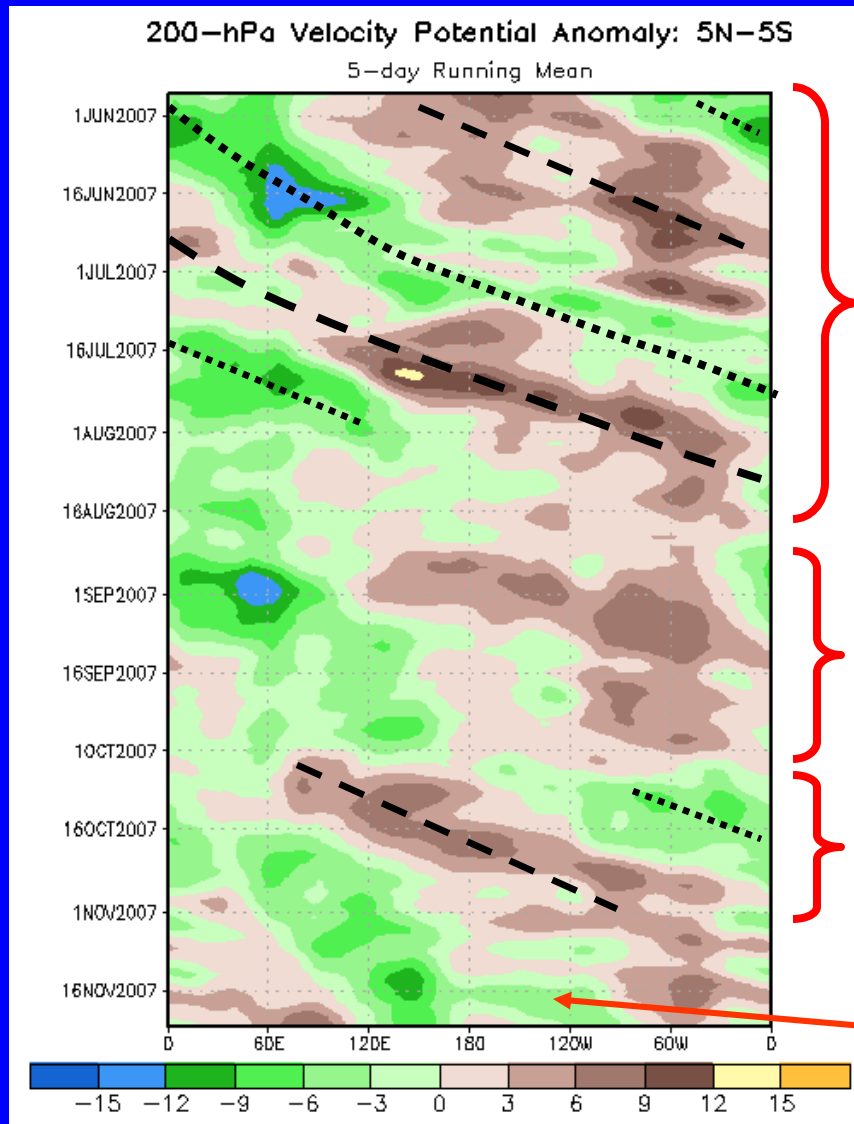 200-hPa Velocity Potential Anomaly: 5N-5S
5-day Running Mean
1JUN2007
16JUN2007
1JUL2007
16JUL2007
1AUG2007
16AUG2007
1SEP2007
16SEP2007
1OCT2007
16OCT2007
1NOV2007
16NOV2007
0 60E 120E 180 120W 60W 0
-15 -12 -9 -6 -3 0 3 6 9 12 15